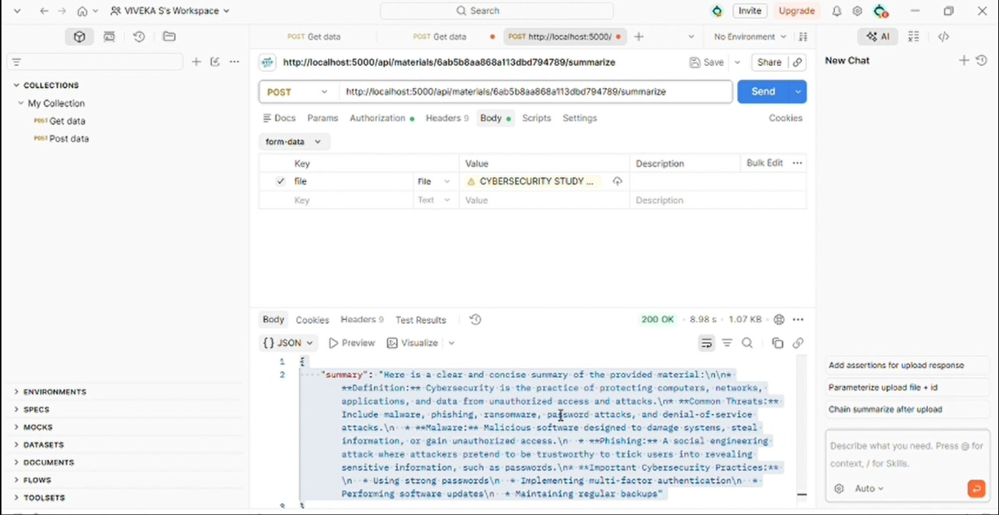 VIVEKA S's Workspace
Search
Invite
Upgrade
POST Get data
POST Get data
POST http://localhost:5000/
No Environment
AI
http://localhost:5000/api/materials/6ab5b8aa868a113dbd794789/summarize
Save
Share
New Chat
COLLECTIONS
My Collection
POST Get data
POST Post data
POST
http://localhost:5000/api/materials/6ab5b8aa868a113dbd794789/summarize
Send
Docs
Params
Authorization
Headers 9
Body
Scripts
Settings
Cookies
form-data
Key
Value
Description
Bulk Edit
file
File
CYBERSECURITY STUDY ...
Key
Text
Value
Description
Body
Cookies
Headers 9
Test Results
200 OK
8.98 s
1.07 KB
{} JSON
Preview
Visualize
1
{
2
"summary": "Here is a clear and concise summary of the provided material:\n\n*
**Definition:** Cybersecurity is the practice of protecting computers, networks,
applications, and data from unauthorized access and attacks.\n* **Common Threats:**
Include malware, phishing, ransomware, password attacks, and denial-of-service
attacks.\n  * **Malware:** Malicious software designed to damage systems, steal
information, or gain unauthorized access.\n  * **Phishing:** A social engineering
attack where attackers pretend to be trustworthy to trick users into revealing
sensitive information, such as passwords.\n* **Important Cybersecurity Practices:**
\n  * Using strong passwords\n  * Implementing multi-factor authentication\n  *
Performing software updates\n  * Maintaining regular backups"
3
}
ENVIRONMENTS
SPECS
MOCKS
DATASETS
DOCUMENTS
FLOWS
TOOLSETS
Add assertions for upload response
Parameterize upload file + id
Chain summarize after upload
Describe what you need. Press @ for
context, / for Skills.
Auto